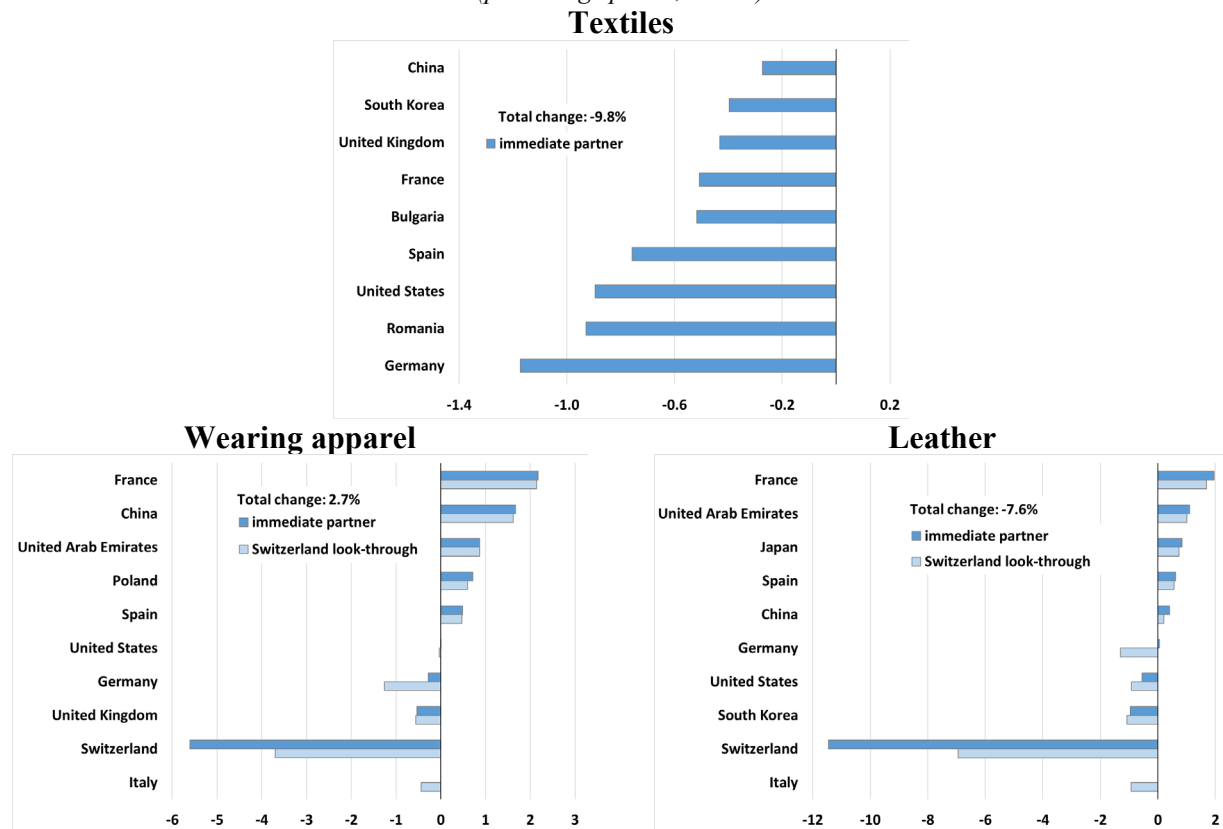 Textiles
China
South Korea
Total change: -9.8%
United Kingdom
immediate partner
France
Bulgaria
Spain
United States
Romania
Germany
-1.4 -1.0 -0.6 -0.2 0.2
Wearing apparel
France
Total change: 2.7%
China
immediate partner
United Arab Emirates
Switzerland look-through
Poland
Spain
United States
Germany
United Kingdom
Switzerland
Italy
-6 -5 -4 -3 -2 -1 0 1 2 3
Leather
France
Total change: -7.6%
United Arab Emirates
immediate partner
Japan
Switzerland look-through
Spain
China
Germany
United States
South Korea
Switzerland
Italy
-12 -10 -8 -6 -4 -2 0 2